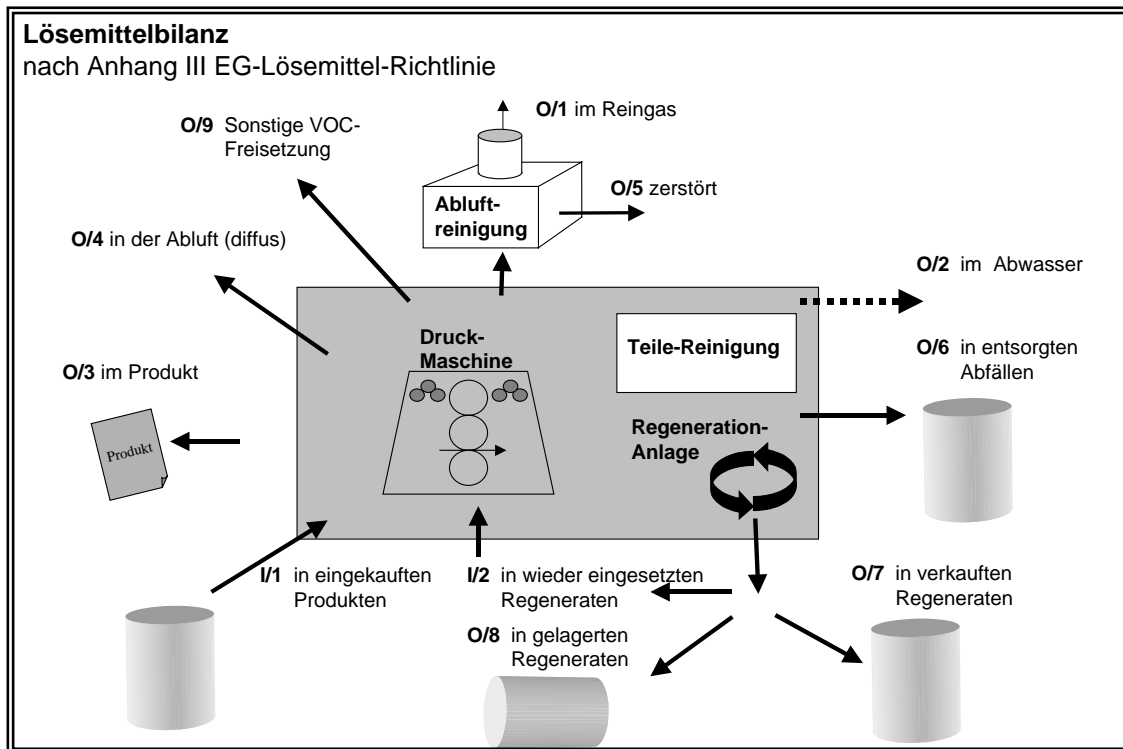 Lösemittelbilanz
nach Anhang III EG-Lösemittel-Richtlinie
O/1 im Reingas
O/9 Sonstige VOC-
Freisetzung
O/5 zerstört
Abluft-
reinigung
O/4 in der Abluft (diffus)
O/2 im Abwasser
Druck-
Maschine
Teile-Reinigung
O/6 in entsorgten
Abfällen
O/3 im Produkt
Produkt
Regeneration-
Anlage
I/1 in eingekauften
Produkten
I/2 in wieder eingesetzten
Regeneraten
O/7 in verkauften
Regeneraten
O/8 in gelagerten
Regeneraten